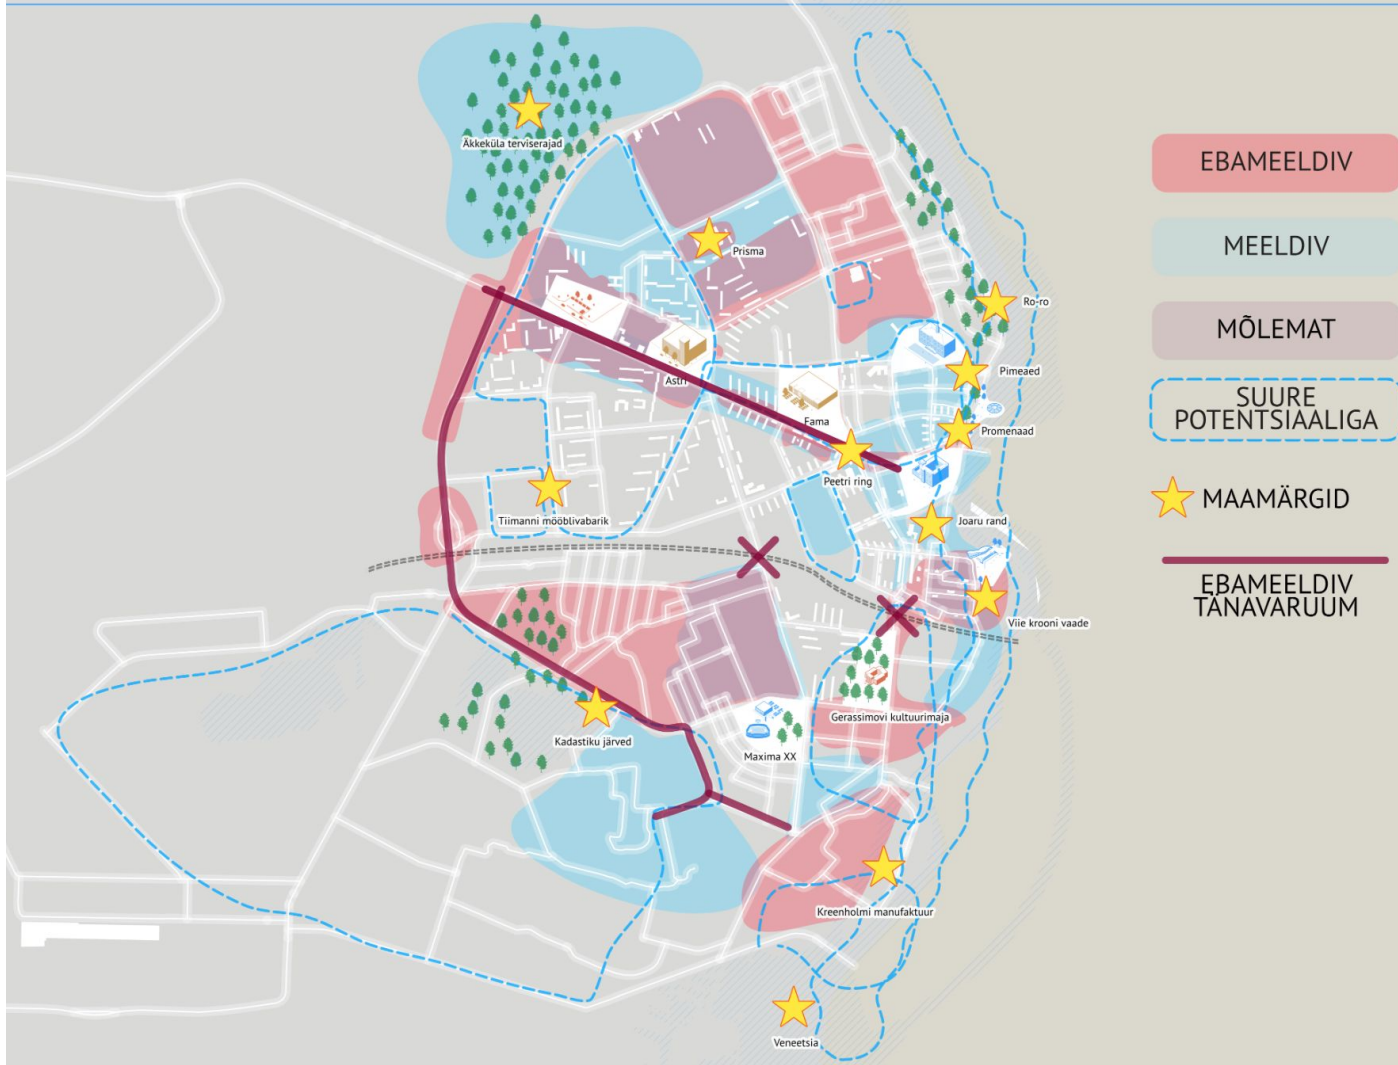 Äkkeküla terviserajad
EBAMEELDIV
MEELDIV
Prisma
Ro-ro
MÕLEMAT
Pimeaed
Astri
SUURE
POTENTSIAALIGA
Fama
Promenaad
Peetri ring
Tiimanni mööblivabarik
MAAMÄRGID
Joaru rand
EBAMEELDIV
TÄNAVARUUM
Viie krooni vaade
Gerassimovi kultuurimaja
Kadastiku järved
Maxima XX
Kreenholmi manufaktuur
Veneetsia